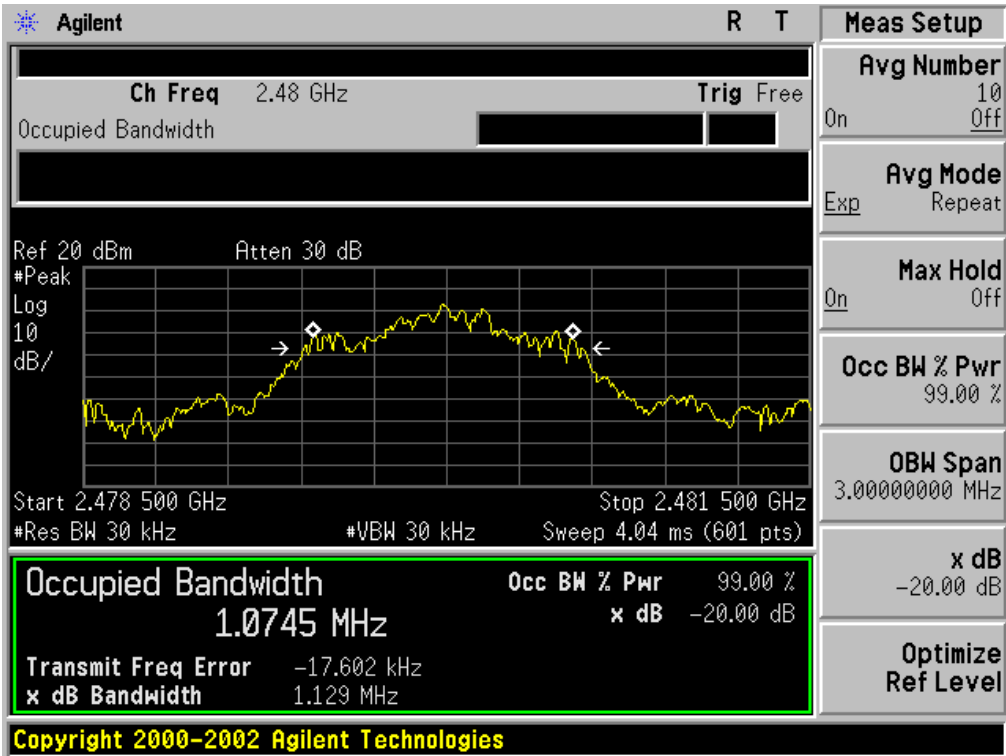 Agilent R T
Ch Freq 2.48 GHz Trig Free
Occupied Bandwidth
Ref 20 dBm Atten 30 dB
#Peak
Log
10
dB/
Start 2.478 500 GHz Stop 2.481 500 GHz
#Res BW 30 kHz #VBW 30 kHz Sweep 4.04 ms (601 pts)
Occupied Bandwidth Occ BW % Pwr 99.00 %
1.0745 MHz x dB -20.00 dB
Transmit Freq Error -17.602 kHz
x dB Bandwidth 1.129 MHz
Copyright 2000-2002 Agilent Technologies
Meas Setup
Avg Number
10
On Off
Avg Mode
Exp Repeat
Max Hold
On Off
Occ BW % Pwr
99.00 %
OBW Span
3.00000000 MHz
x dB
-20.00 dB
Optimize
Ref Level